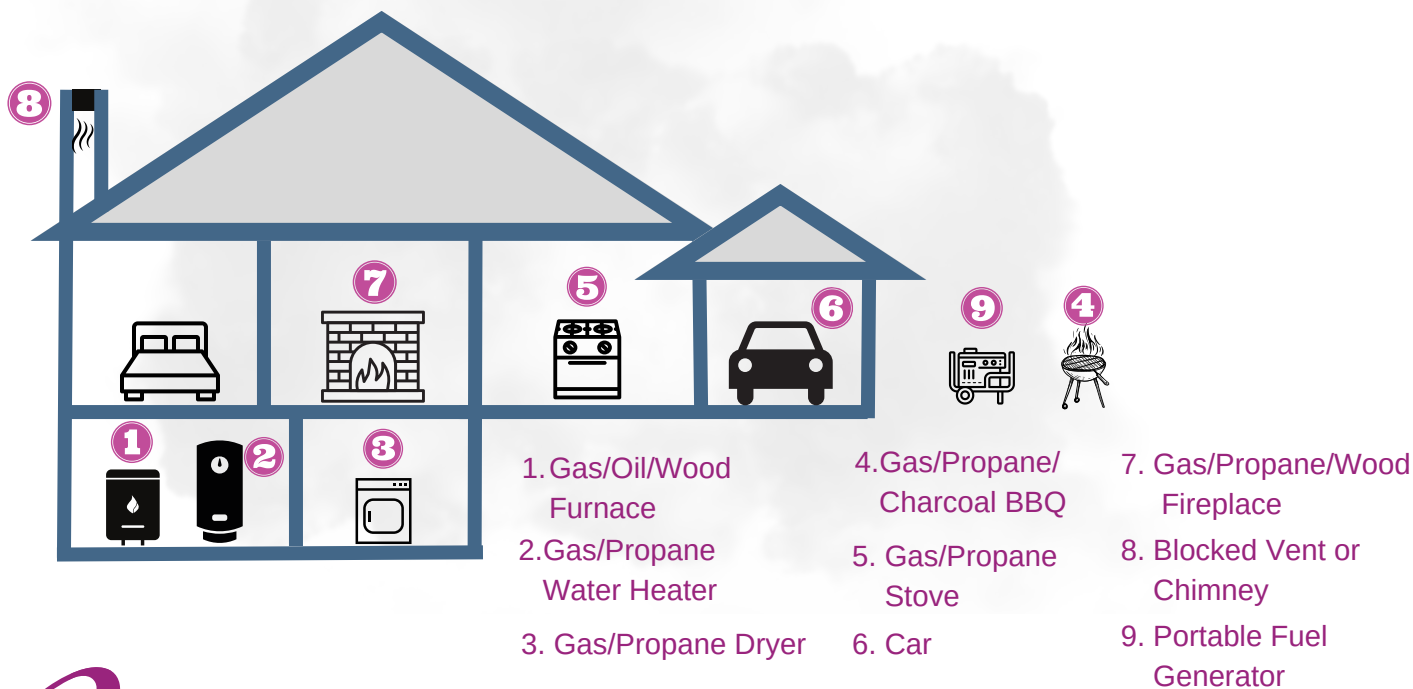 8
7
5
6
9
4
1
2
3
1.Gas/Oil/Wood
Furnace
2.Gas/Propane
Water Heater
3. Gas/Propane Dryer
4.Gas/Propane/
Charcoal BBQ
5. Gas/Propane
Stove
6. Car
7. Gas/Propane/Wood
Fireplace
8. Blocked Vent or
Chimney
9. Portable Fuel
Generator